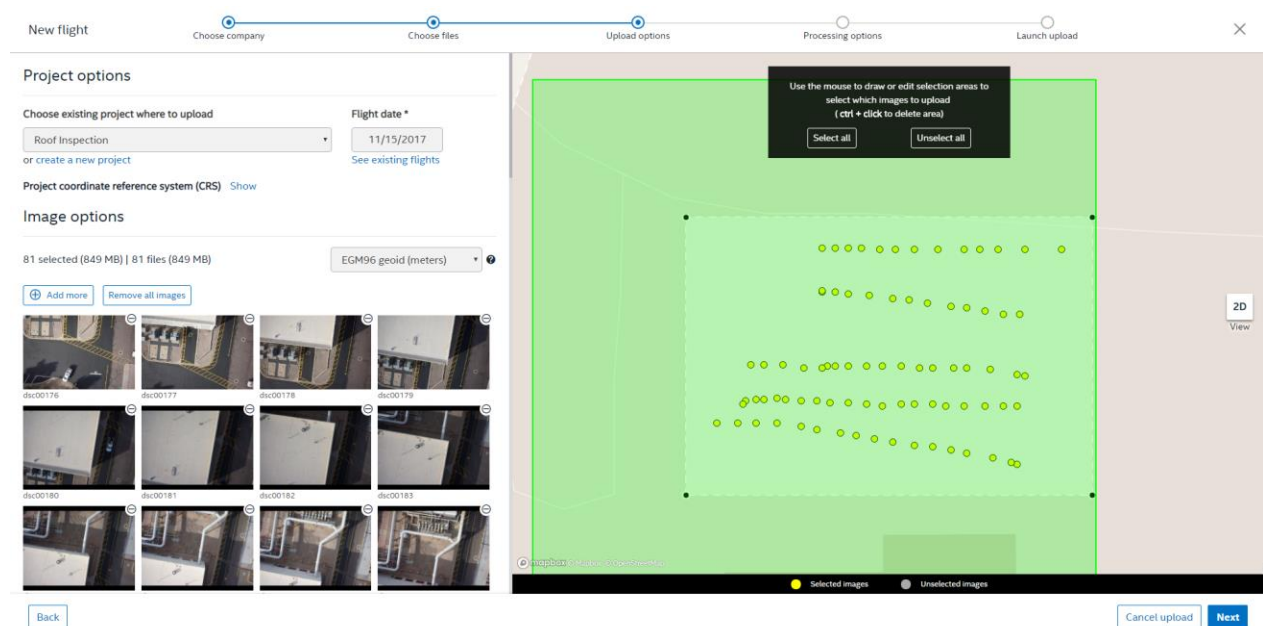 New flight
Choose company
Choose files
Upload options
Processing options
Launch upload
Project options
Choose existing project where to upload
Flight date *
Roof Inspection
11/15/2017
or create a new project
See existing flights
Project coordinate reference system (CRS) Show
Image options
81 selected (849 MB) | 81 files (849 MB)
EGM96 geoid (meters)
Add more
Remove all images
dsc00176
dsc00177
dsc00178
dsc00179
dsc00180
dsc00181
dsc00182
dsc00183
Use the mouse to draw or edit selection areas to
select which images to upload
( ctrl + click to delete area)
Select all
Unselect all
2D
View
mapbox © Mapbox © OpenStreetMap
Selected images
Unselected images
Back
Cancel upload
Next